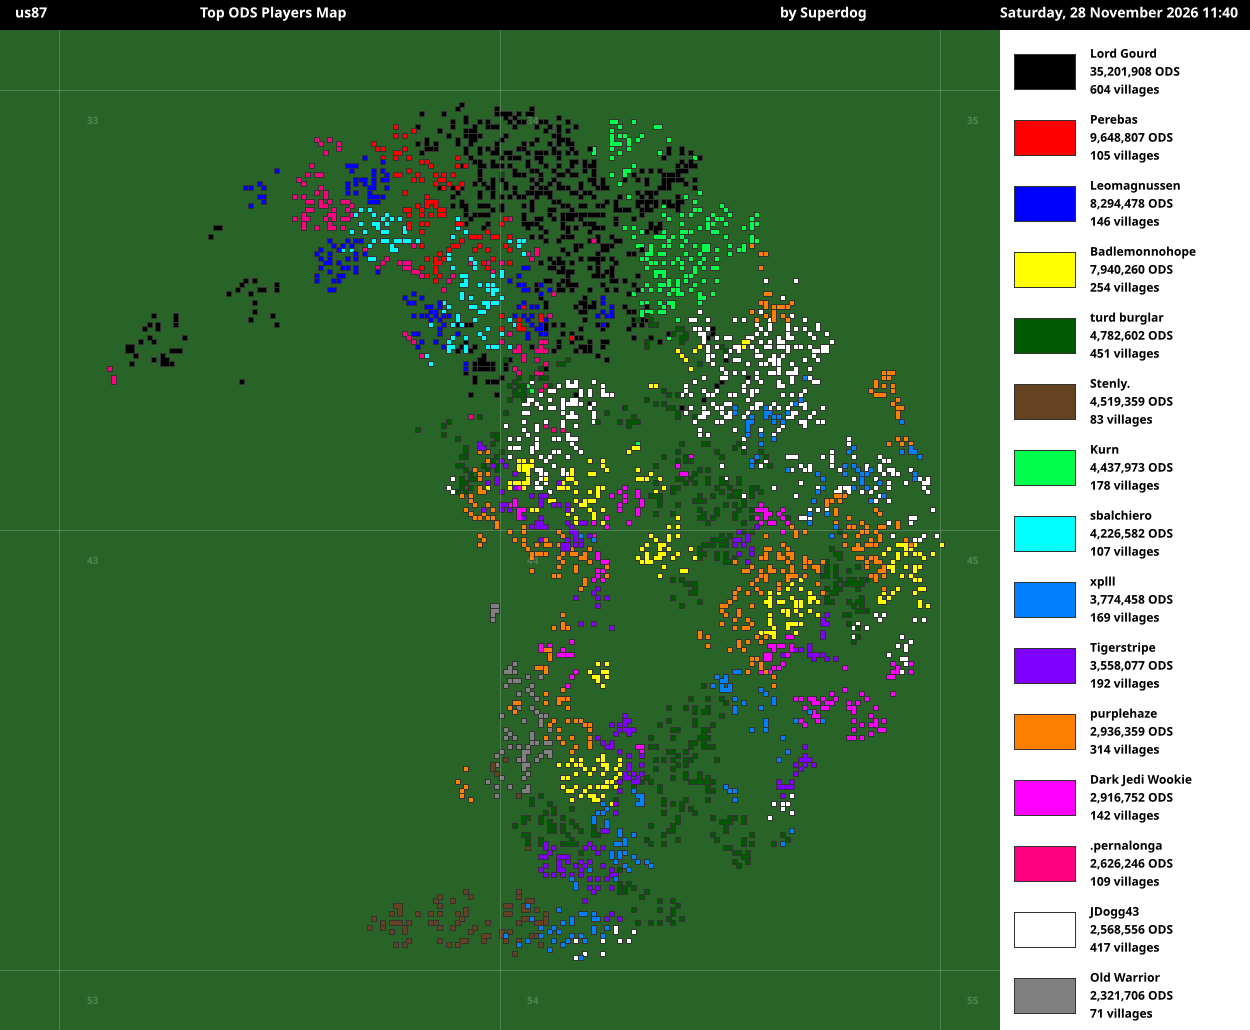 us87 Top ODS Players Map by Superdog Saturday, 28 November 2026 11:40
33 34 35
43 44 45
53 54 55
Lord Gourd
35,201,908 ODS
604 villages
Perebas
9,648,807 ODS
105 villages
Leomagnussen
8,294,478 ODS
146 villages
Badlemonnohope
7,940,260 ODS
254 villages
turd burglar
4,782,602 ODS
451 villages
Stenly.
4,519,359 ODS
83 villages
Kurn
4,437,973 ODS
178 villages
sbalchiero
4,226,582 ODS
107 villages
xplll
3,774,458 ODS
169 villages
Tigerstripe
3,558,077 ODS
192 villages
purplehaze
2,936,359 ODS
314 villages
Dark Jedi Wookie
2,916,752 ODS
142 villages
.pernalonga
2,626,246 ODS
109 villages
JDogg43
2,568,556 ODS
417 villages
Old Warrior
2,321,706 ODS
71 villages